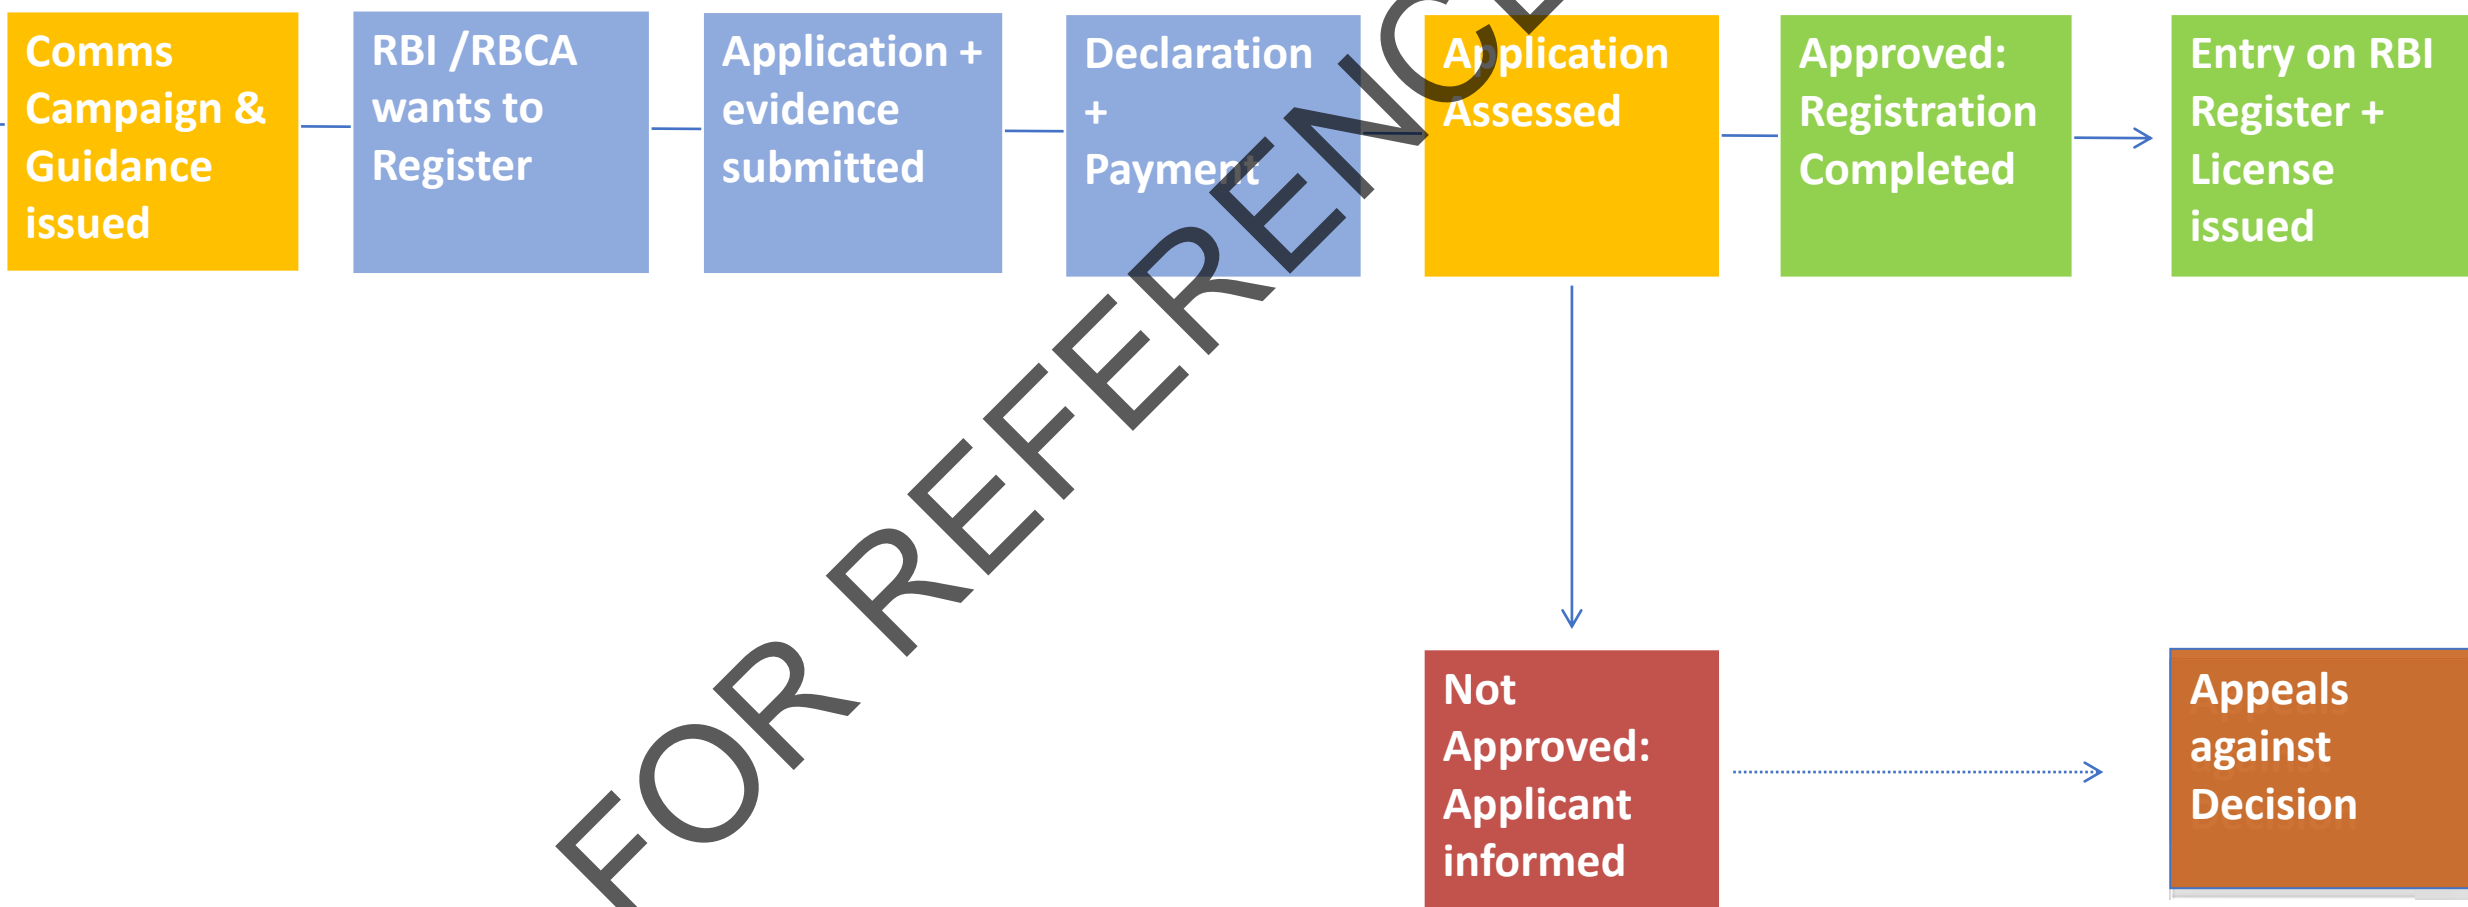 Comms
Campaign &
Guidance
issued
RBI /RBCA
wants to
Register
Application +
evidence
submitted
Declaration
+
Payment
Application
Assessed
Approved:
Registration
Completed
Entry on RBI
Register +
License
issued
Not
Approved:
Applicant
informed
Appeals
against
Decision
FOR REFERENCE